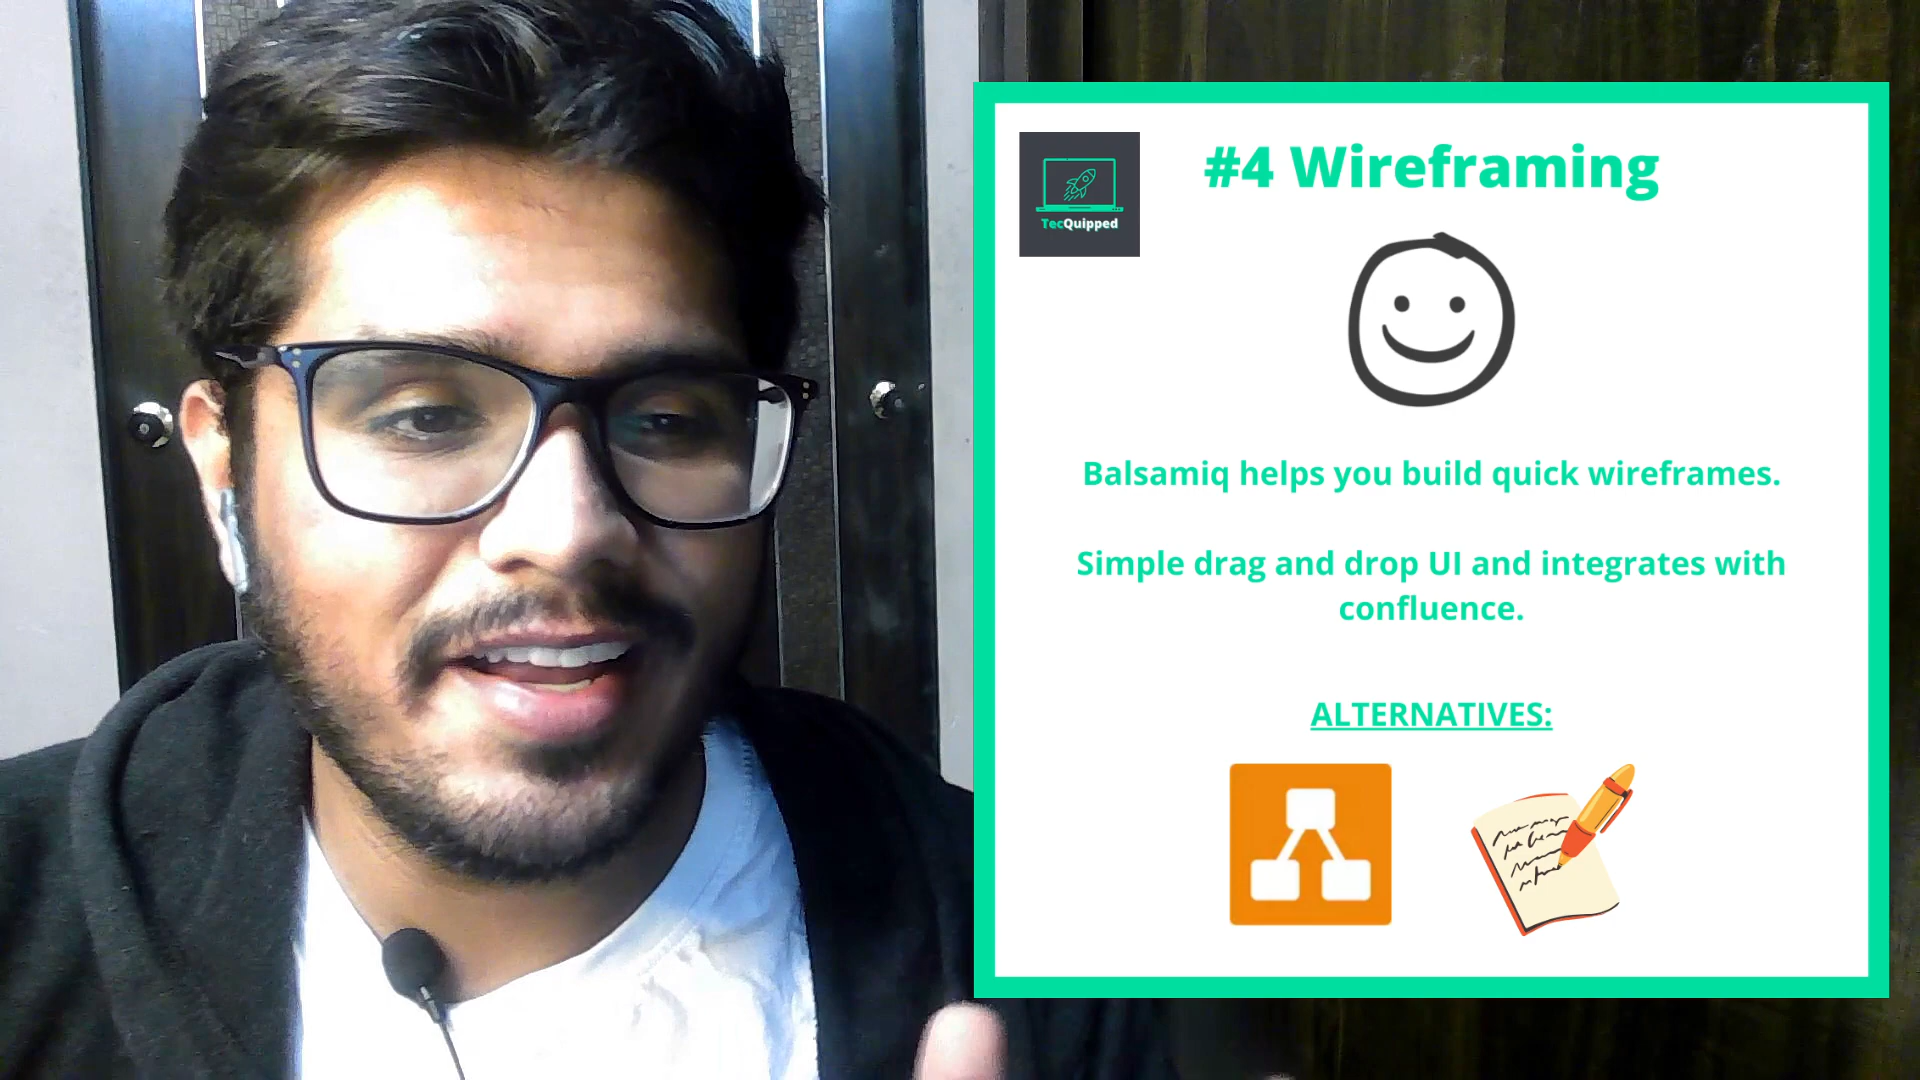 #4 Wireframing
TecQuipped
Balsamiq helps you build quick wireframes.
Simple drag and drop UI and integrates with
confluence.
ALTERNATIVES: